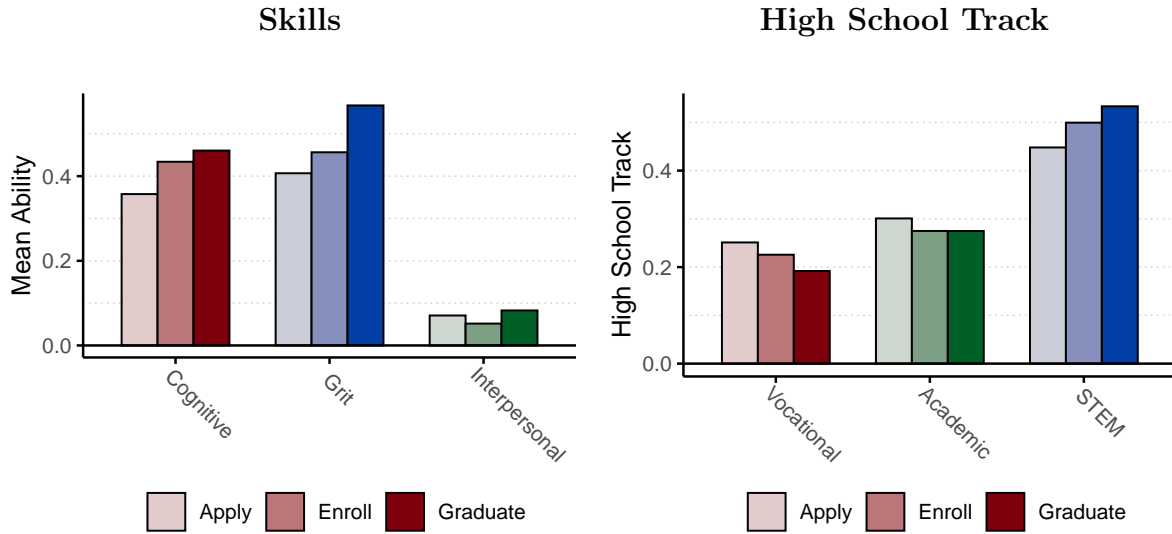 Skills
Mean Ability
0.4
0.2
0.0
Cognitive
Grit
Interpersonal
Apply
Enroll
Graduate
High School Track
High School Track
0.4
0.2
0.0
Vocational
Academic
STEM
Apply
Enroll
Graduate